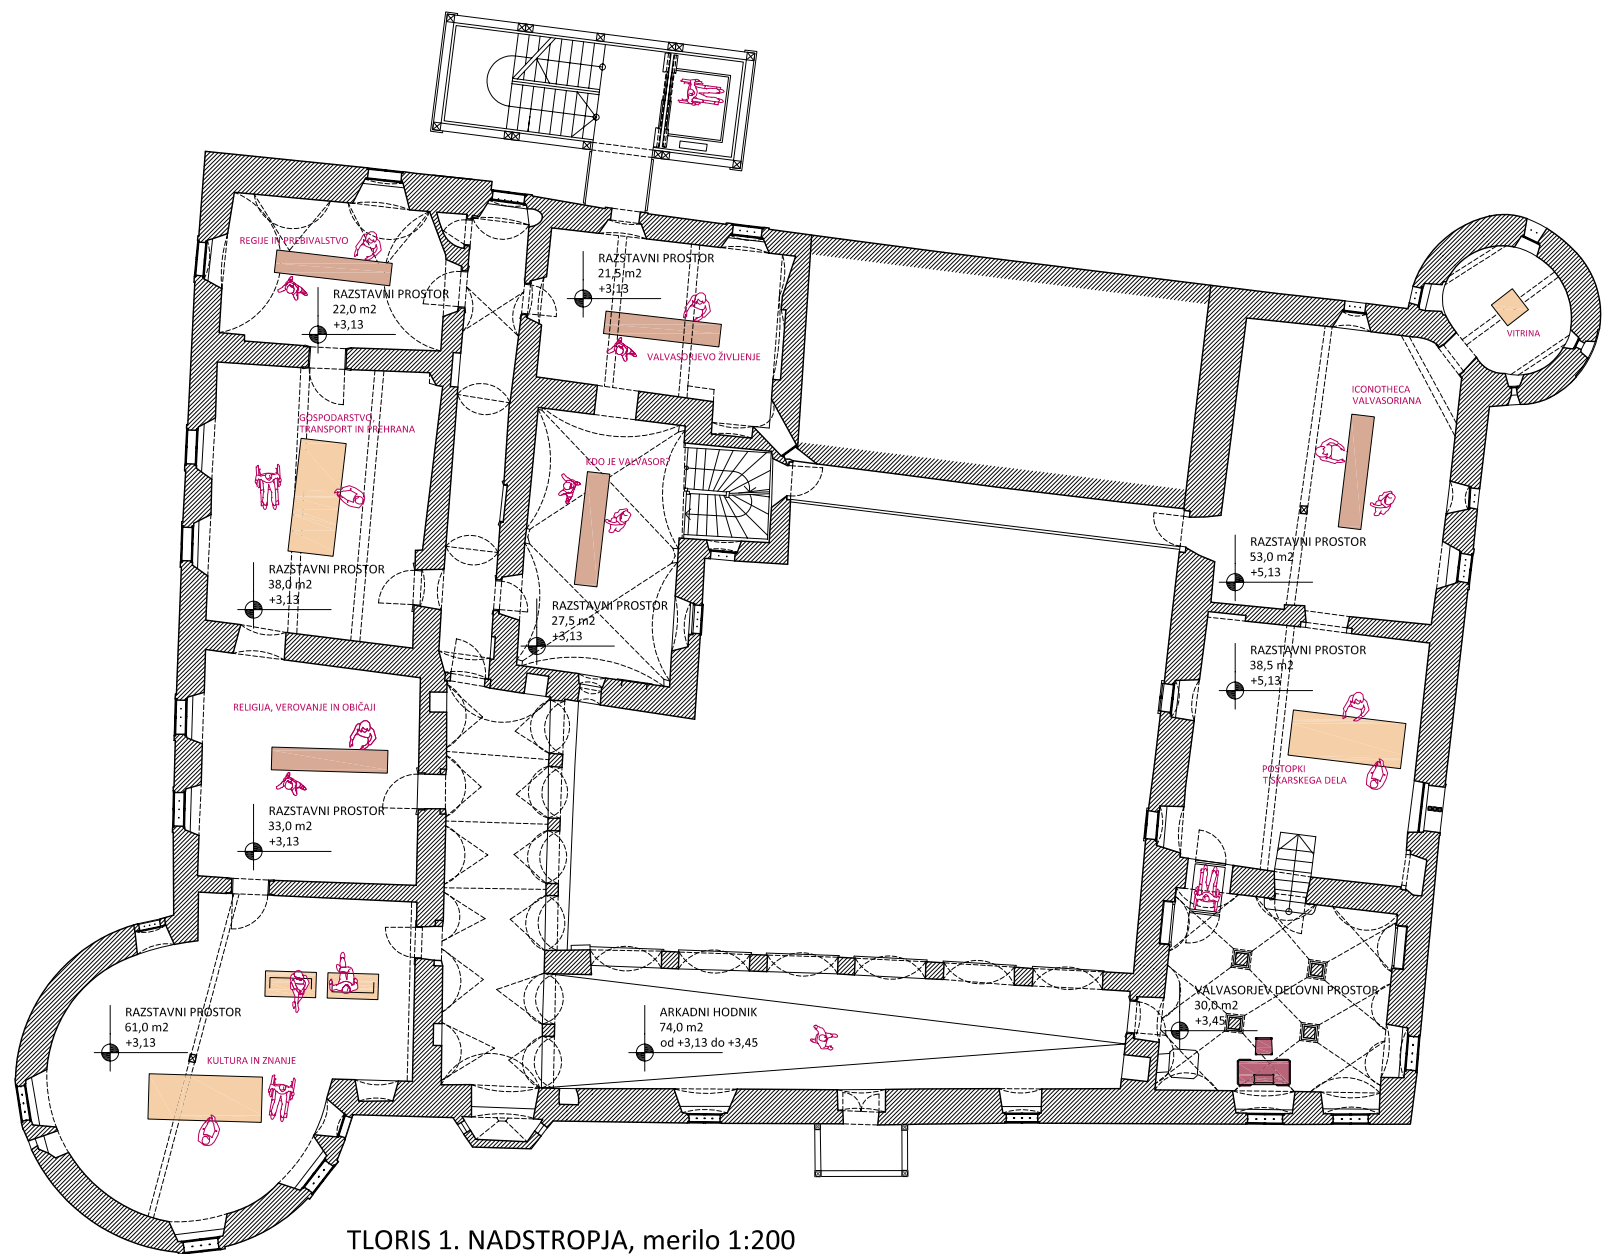 REGIJE IN PREBIVALSTVO
RAZSTAVNI PROSTOR
22,0 m2
+3,13
RAZSTAVNI PROSTOR
21,5 m2
+3,13
VALVASORJEVO ŽIVLJENJE
VITRINA
ICONOTHECA
VALVASORIANA
GOSPODARSTVO,
TRANSPORT IN PREHRANA
KDO JE VALVASOR?
RAZSTAVNI PROSTOR
38,0 m2
+3,13
RAZSTAVNI PROSTOR
27,5 m2
+3,13
RAZSTAVNI PROSTOR
53,0 m2
+5,13
RAZSTAVNI PROSTOR
38,5 m2
+5,13
RELIGIJA, VEROVANJE IN OBIČAJI
POSTOPKI
TISKARSKEGA DELA
RAZSTAVNI PROSTOR
33,0 m2
+3,13
RAZSTAVNI PROSTOR
61,0 m2
+3,13
KULTURA IN ZNANJE
ARKADNI HODNIK
74,0 m2
od +3,13 do +3,45
VALVASORJEV DELOVNI PROSTOR
30,0 m2
+3,45
TLORIS 1. NADSTROPJA, merilo 1:200